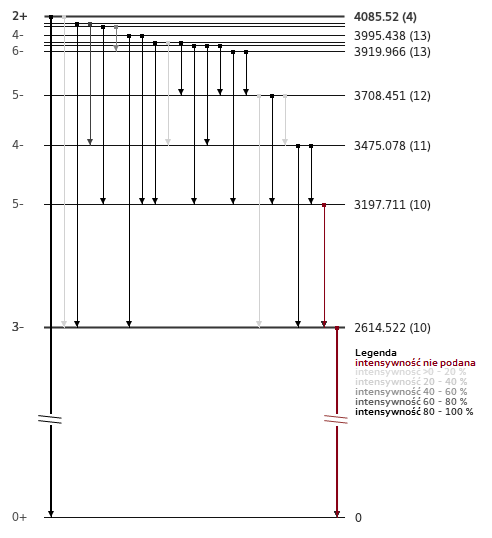 2+ 4085.52 (4)
4- 3995.438 (13)
6- 3919.966 (13)
5- 3708.451 (12)
4- 3475.078 (11)
5- 3197.711 (10)
3- 2614.522 (10)
Legenda
intensywność nie podana
intensywność >0 - 20 %
intensywność 20 - 40 %
intensywność 40 - 60 %
intensywność 60 - 80 %
intensywność 80 - 100 %
0+ 0